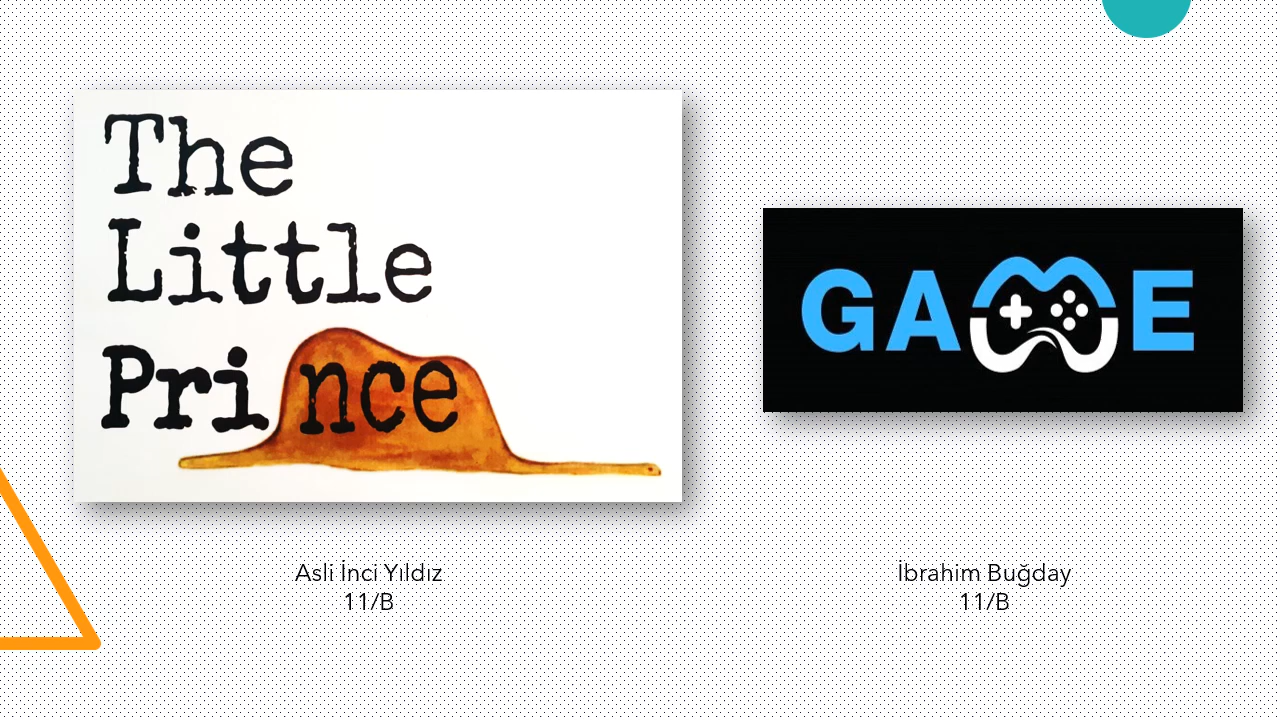 The
Little
Prince
GAME
Asli İnci Yıldız
11/B
İbrahim Buğday
11/B